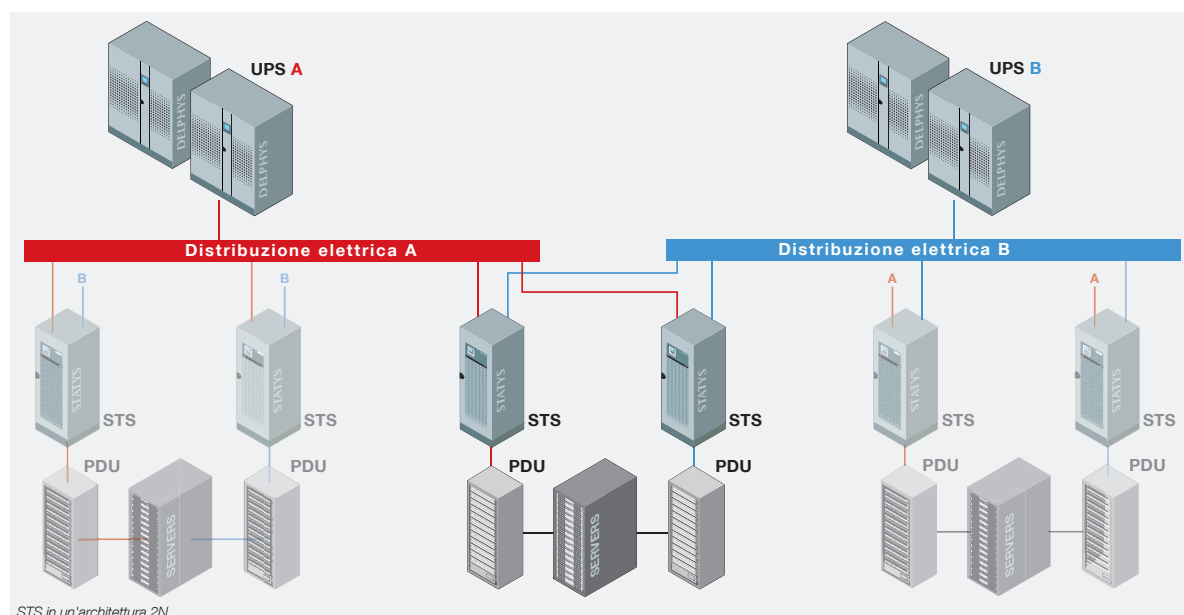 UPS A
UPS B
DELPHYS
DELPHYS
DELPHYS
DELPHYS
Distribuzione elettrica A
Distribuzione elettrica B
B
B
A
A
STATYS
STATYS
STATYS
STATYS
STATYS
STATYS
STS
STS
STS
STS
STS
STS
PDU
PDU
PDU
PDU
PDU
PDU
SERVERS
SERVERS
SERVERS
STS in un'architettura 2N